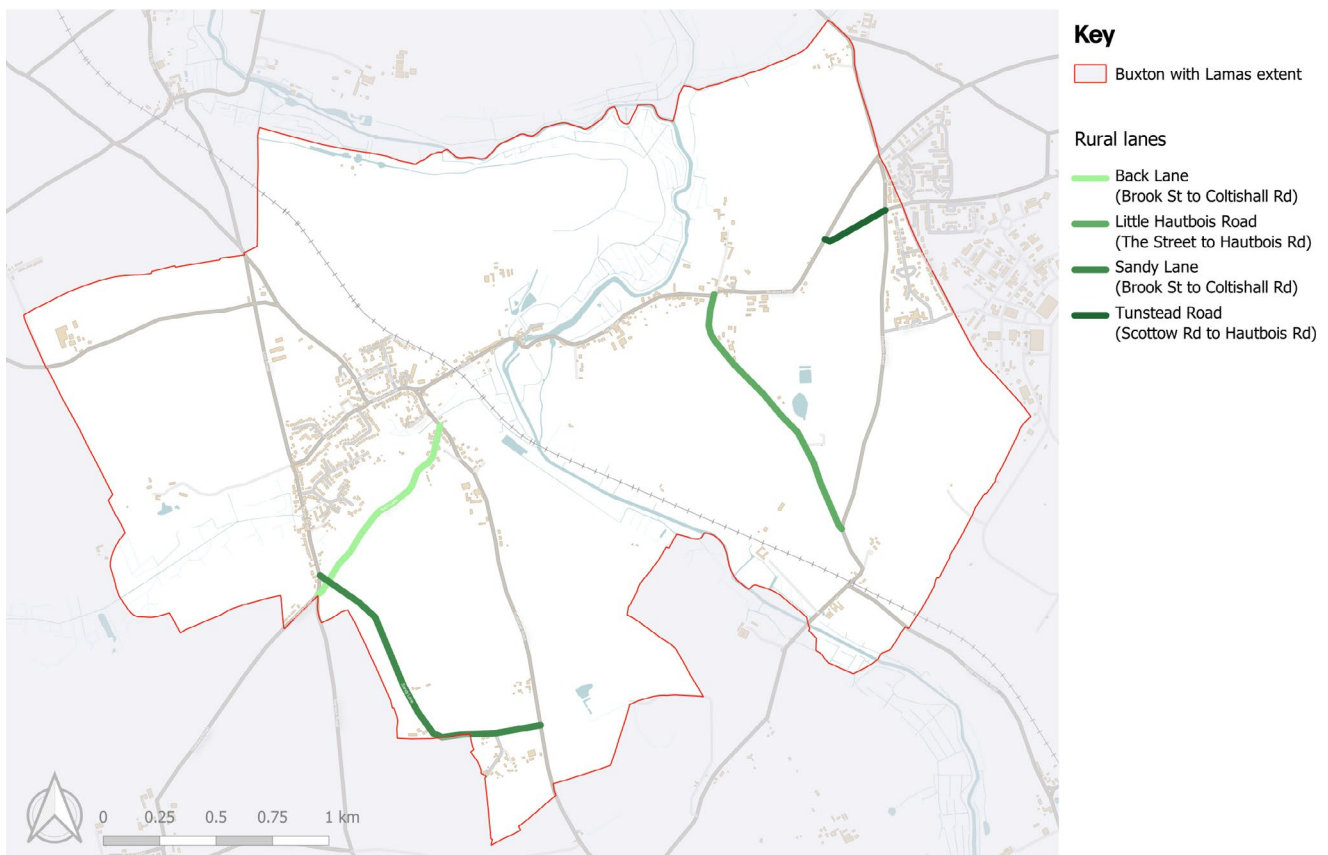 Key
Buxton with Lamas extent
Rural lanes
Back Lane
(Brook St to Coltishall Rd)
Little Hautbois Road
(The Street to Hautbois Rd)
Sandy Lane
(Brook St to Coltishall Rd)
Tunstead Road
(Scottow Rd to Hautbois Rd)
0 0.25 0.5 0.75 1 km